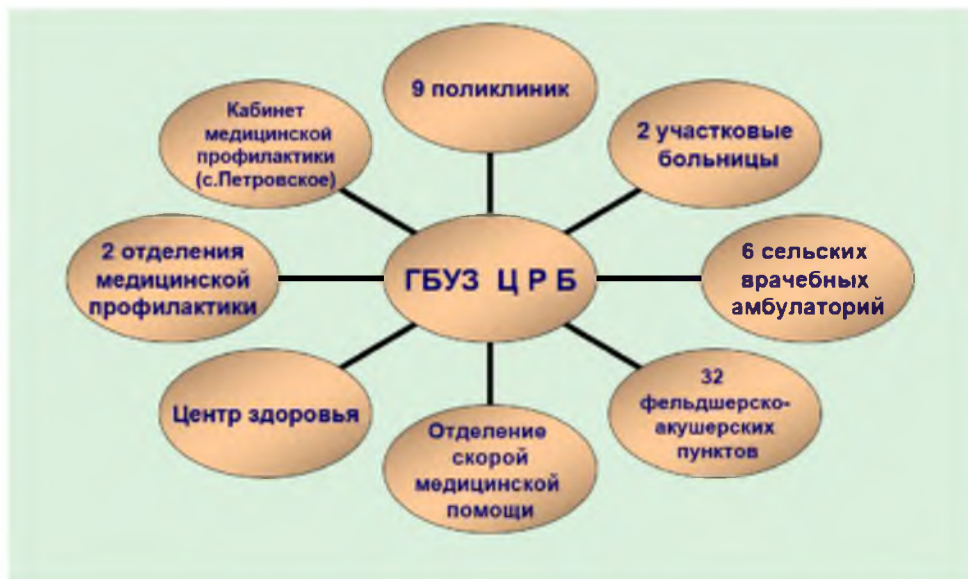 9 поликлиник
2 участковые
больницы
6 сельских
врачебных
амбулаторий
32
фельдшерско-
акушерских
пунктов
Отделение
скорой
медицинской
помощи
Центр здоровья
2 отделения
медицинской
профилактики
Кабинет
медицинской
профилактики
(с.Петровское)
ГБУЗ Ц Р Б